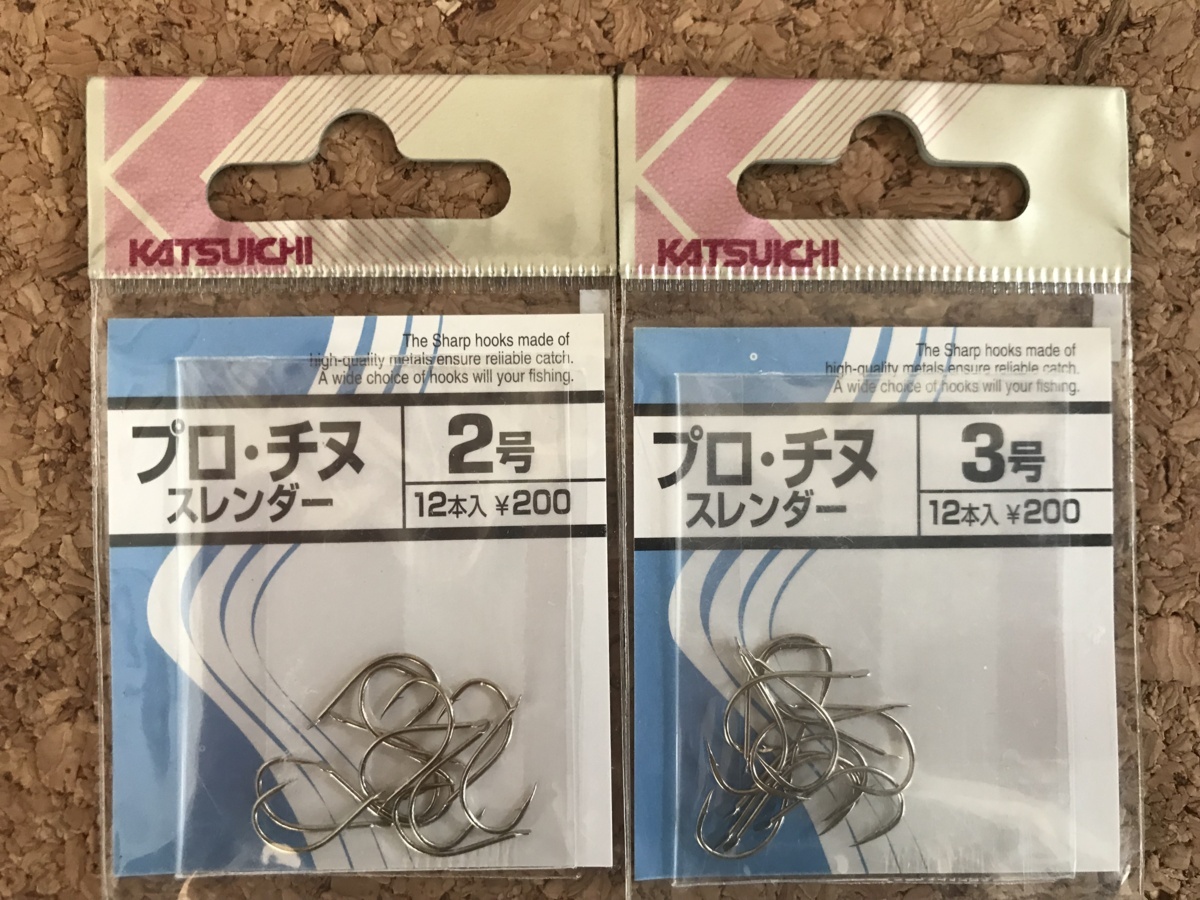 KATSUICHI
The Sharp hooks made of
high-quality metals ensure reliable catch.
A wide choice of hooks will your fishing.
プロ・チヌ
スレンダー
2号
12本入 ¥200
KATSUICHI
The Sharp hooks made of
high-quality metals ensure reliable catch.
A wide choice of hooks will your fishing.
プロ・チヌ
スレンダー
3号
12本入 ¥200